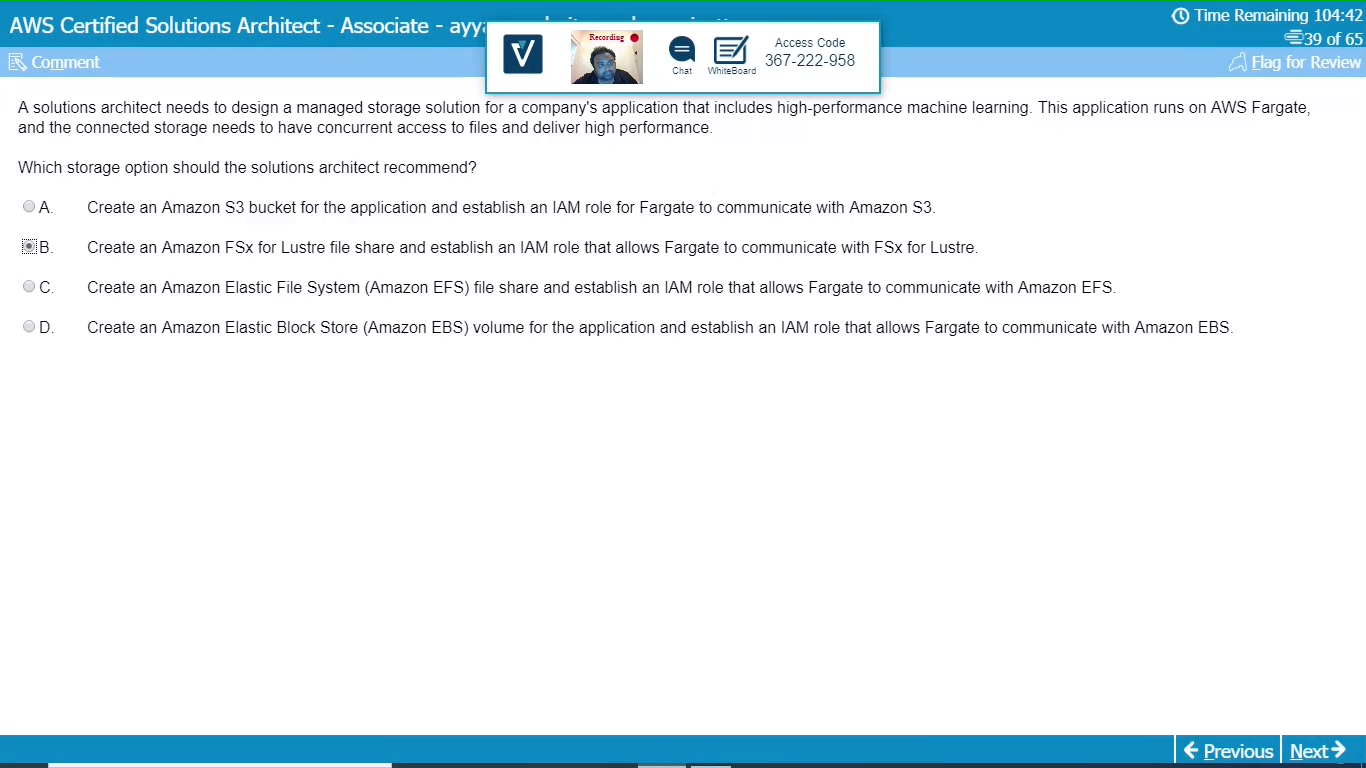 AWS Certified Solutions Architect - Associate -
Time Remaining 104:42
39 of 65
Comment
Flag for Review
Recording
Chat
WhiteBoard
Access Code
367-222-958
A solutions architect needs to design a managed storage solution for a company's application that includes high-performance machine learning. This application runs on AWS Fargate,
and the connected storage needs to have concurrent access to files and deliver high performance.
Which storage option should the solutions architect recommend?
A. Create an Amazon S3 bucket for the application and establish an IAM role for Fargate to communicate with Amazon S3.
B. Create an Amazon FSx for Lustre file share and establish an IAM role that allows Fargate to communicate with FSx for Lustre.
C. Create an Amazon Elastic File System (Amazon EFS) file share and establish an IAM role that allows Fargate to communicate with Amazon EFS.
D. Create an Amazon Elastic Block Store (Amazon EBS) volume for the application and establish an IAM role that allows Fargate to communicate with Amazon EBS.
Previous
Next